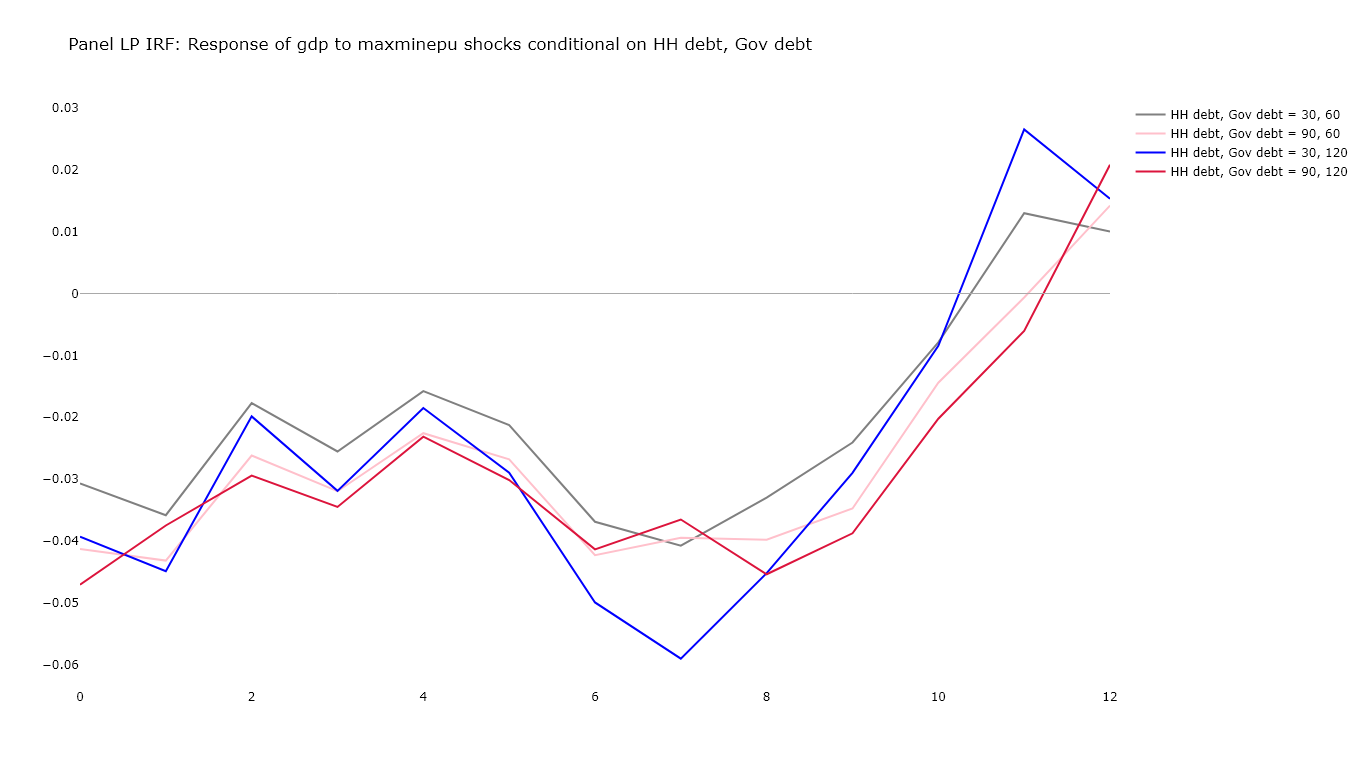 Panel LP IRF: Response of gdp to maxminepu shocks conditional on HH debt, Gov debt
0.03
0.02
0.01
0
−0.01
−0.02
−0.03
−0.04
−0.05
−0.06
0 2 4 6 8 10 12
HH debt, Gov debt = 30, 60
HH debt, Gov debt = 90, 60
HH debt, Gov debt = 30, 120
HH debt, Gov debt = 90, 120